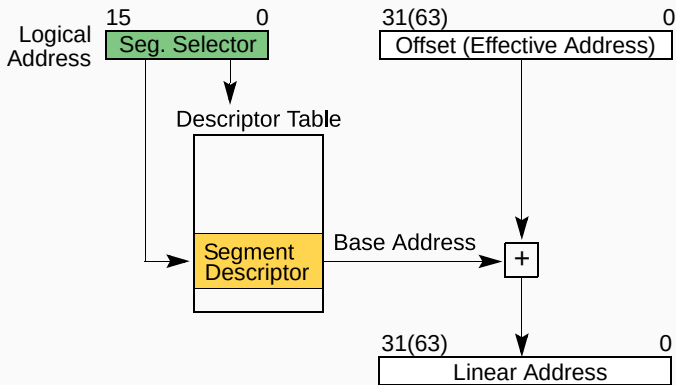 15 0
31(63) 0
Logical
Address
Seg. Selector
Offset (Effective Address)
Descriptor Table
Base Address
Segment
Descriptor
+
31(63) 0
Linear Address